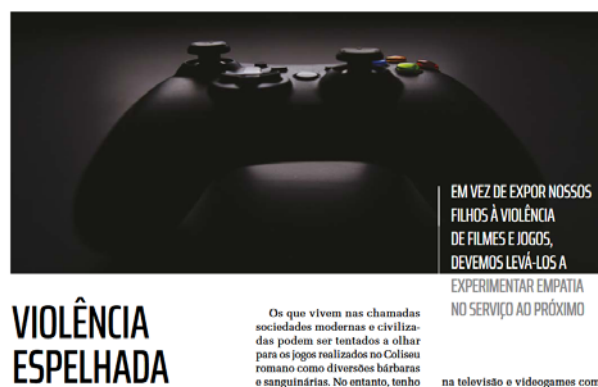 EM VEZ DE EXPOR NOSSOS
FILHOS À VIOLÊNCIA
DE FILMES E JOGOS,
DEVEMOS LEVÁ-LOS A
EXPERIMENTAR EMPATIA
NO SERVIÇO AO PRÓXIMO
VIOLÊNCIA
ESPELHADA
Os que vivem nas chamadas
sociedades modernas e civiliza-
das podem ser tentados a olhar
para os jogos realizados no Coliseu
romano como diversões bárbaras
e sanguinárias. No entanto, tenho
na televisão e videogames com